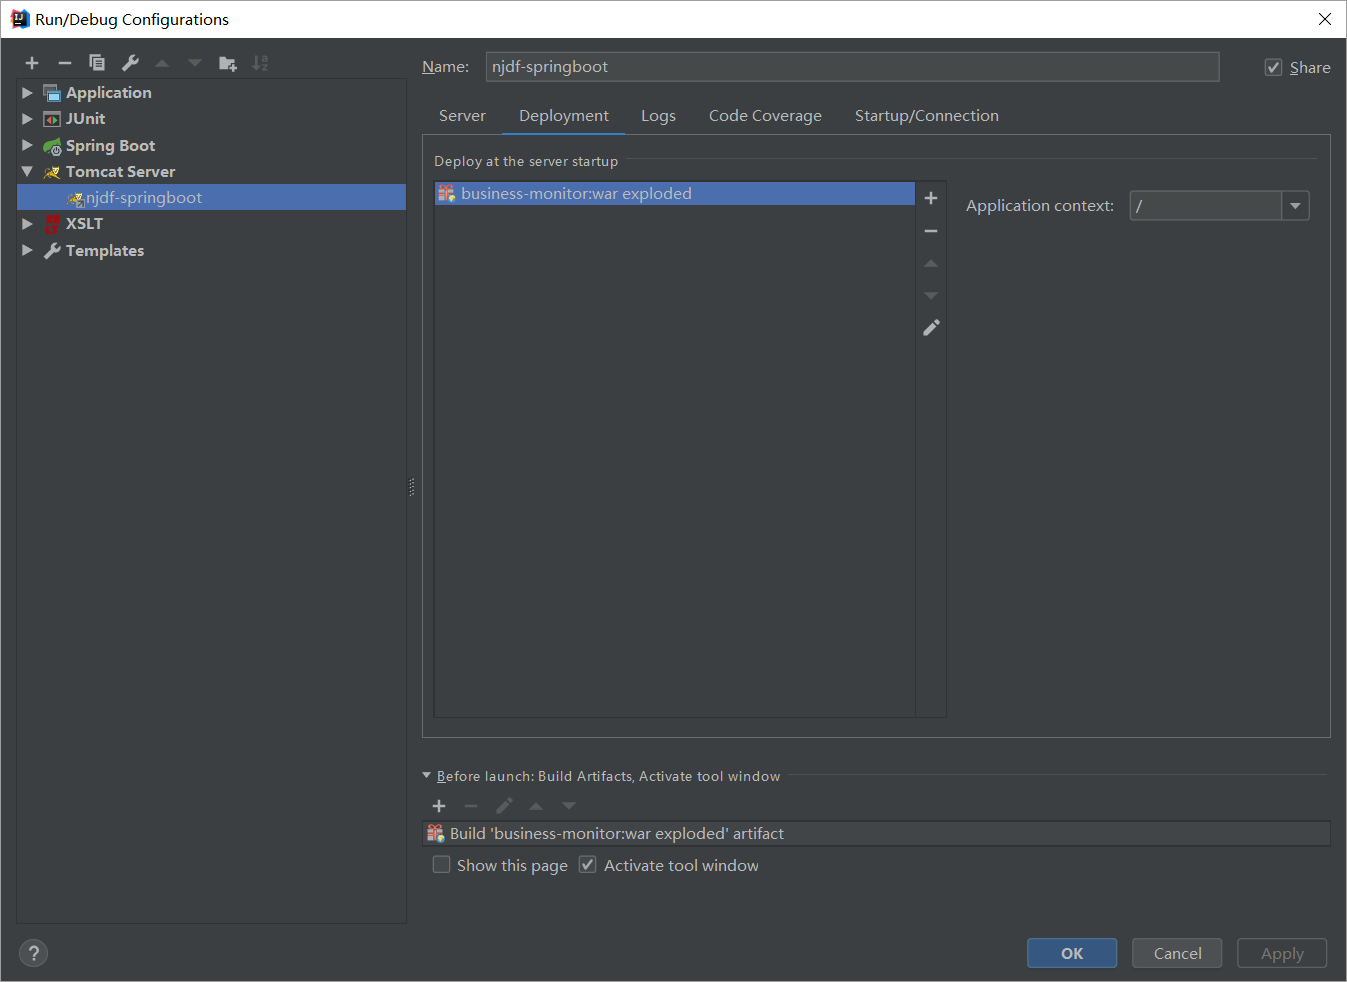 Run/Debug Configurations
Name: njdf-springboot
Share
Application
JUnit
Spring Boot
Tomcat Server
njdf-springboot
XSLT
Templates
Server Deployment Logs Code Coverage Startup/Connection
Deploy at the server startup
business-monitor:war exploded
Application context: /
Before launch: Build Artifacts, Activate tool window
Build 'business-monitor:war exploded' artifact
Show this page Activate tool window
?
OK Cancel Apply